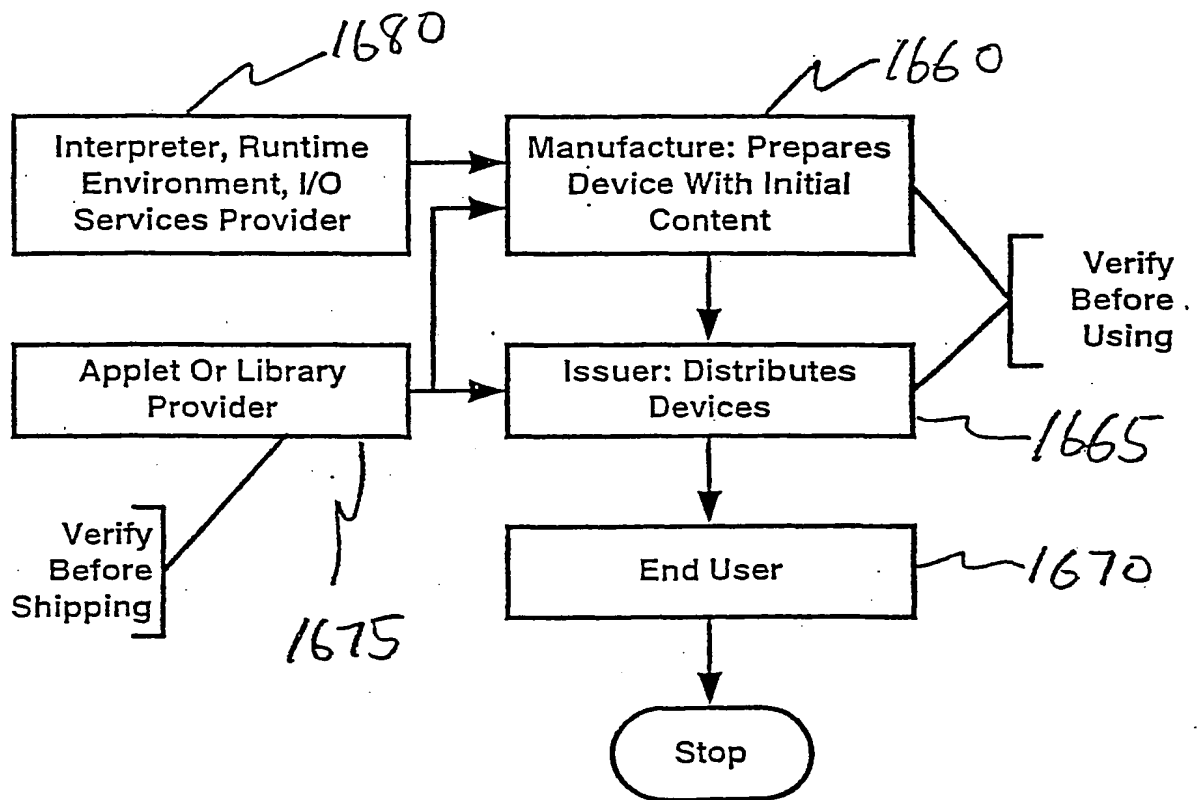 1680
1660
Interpreter, Runtime
Environment, I/O
Services Provider
Manufacture: Prepares
Device With Initial
Content
Verify
Before
Using
Applet Or Library
Provider
Issuer: Distributes
Devices
1665
Verify
Before
Shipping
1675
End User
1670
Stop